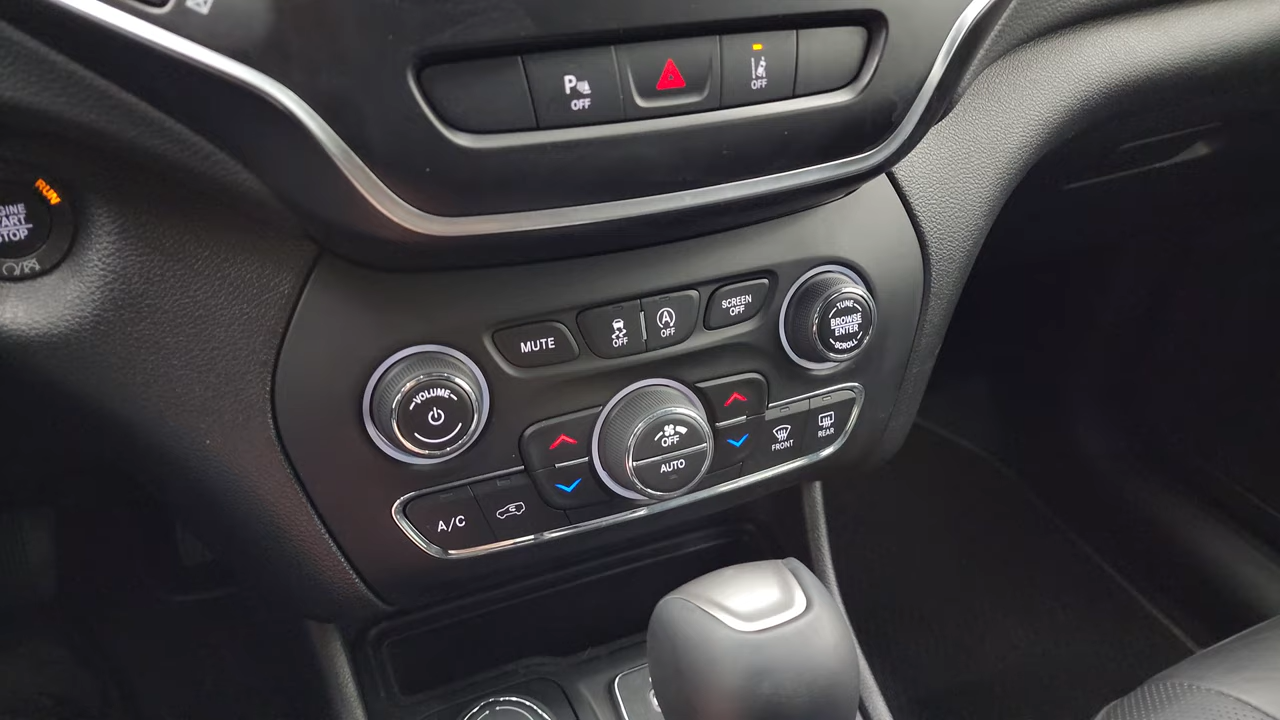 P OFF
OFF
RUN
START
STOP
MUTE
OFF
A OFF
SCREEN
OFF
TUNE
BROWSE
ENTER
SCROLL
VOLUME
OFF
AUTO
FRONT
REAR
A/C